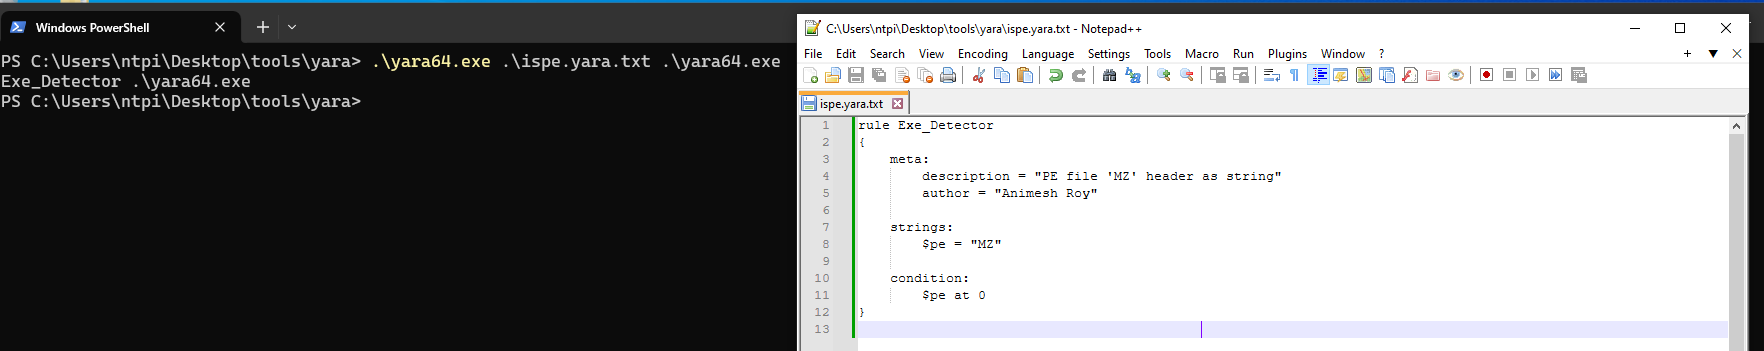 Windows PowerShell
PS C:\Users\ntpi\Desktop\tools\yara> .\yara64.exe .\ispe.yara.txt .\yara64.exe
Exe_Detector .\yara64.exe
PS C:\Users\ntpi\Desktop\tools\yara>
C:\Users\ntpi\Desktop\tools\yara\ispe.yara.txt - Notepad++
File Edit Search View Encoding Language Settings Tools Macro Run Plugins Window ?
ispe.yara.txt
1 rule Exe_Detector
2 {
3     meta:
4         description = "PE file 'MZ' header as string"
5         author = "Animesh Roy"
6
7     strings:
8         $pe = "MZ"
9
10     condition:
11         $pe at 0
12 }
13